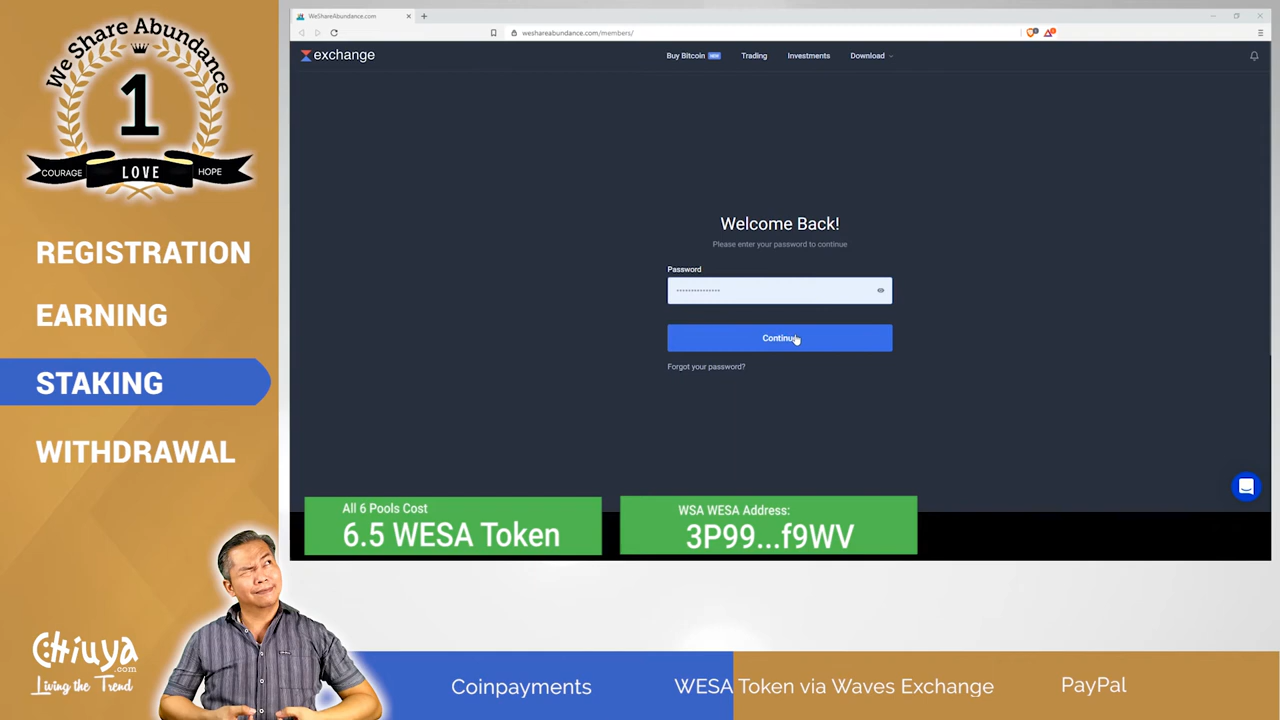 We Share Abundance
1
COURAGE
LOVE
HOPE
REGISTRATION
EARNING
STAKING
WITHDRAWAL
Chiuya
.com
Living the Trend
WeShareAbundance.com
weshareabundance.com/members/
exchange
Buy Bitcoin NEW
Trading
Investments
Download
Welcome Back!
Please enter your password to continue
Password
Continue
Forgot your password?
All 6 Pools Cost
6.5 WESA Token
WSA WESA Address:
3P99...f9WV
Coinpayments
WESA Token via Waves Exchange
PayPal